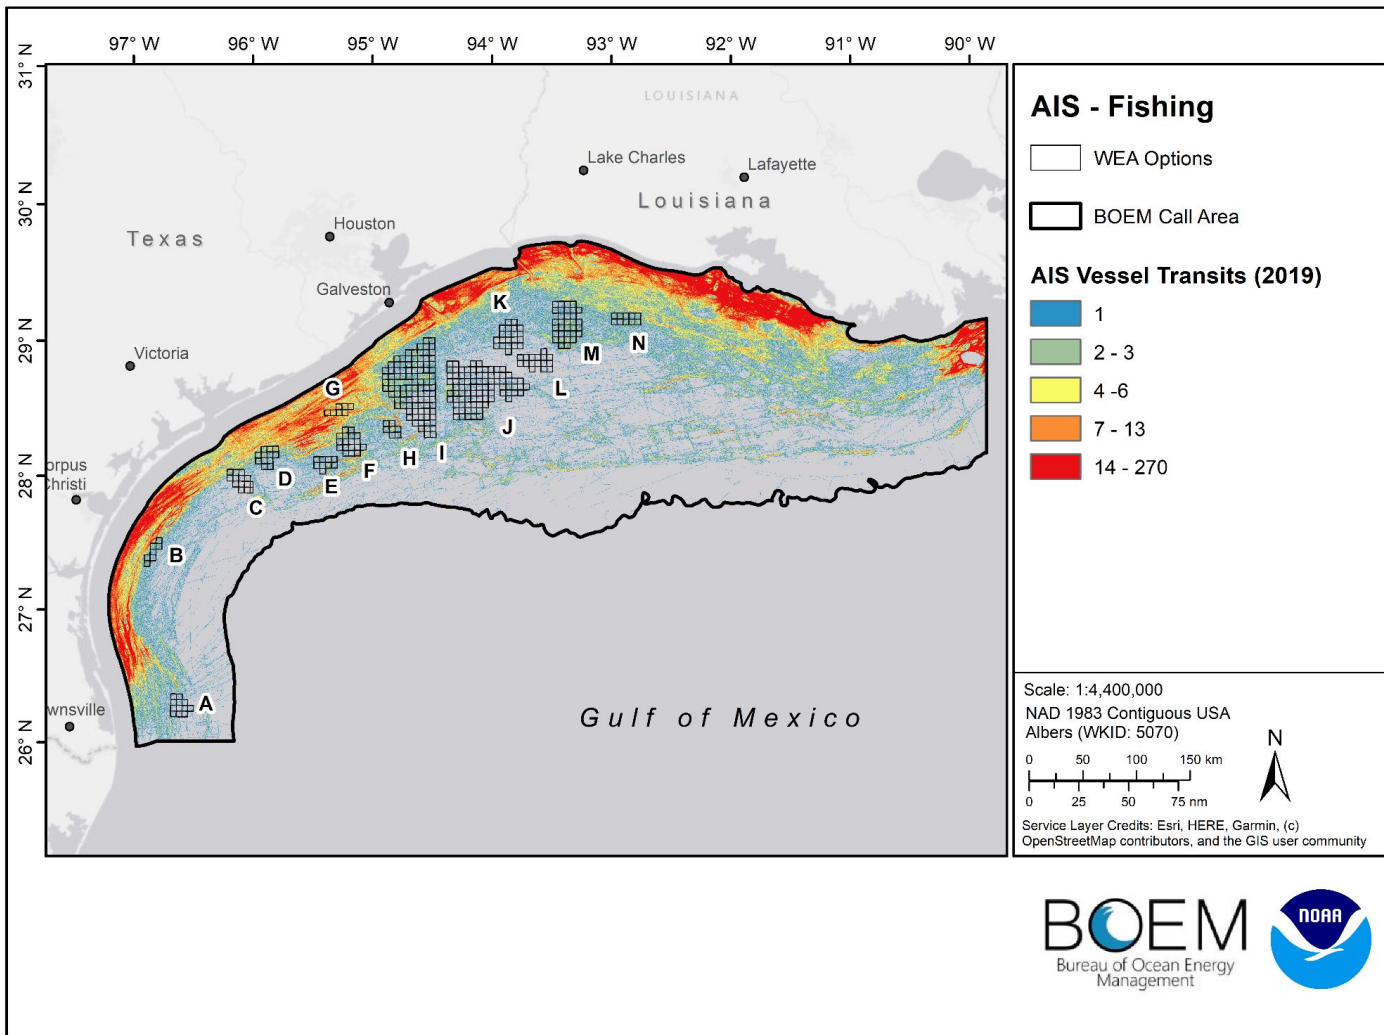 97° W 96° W 95° W 94° W 93° W 92° W 91° W 90° W
31° N
30° N
29° N
28° N
27° N
26° N
LOUISIANA
Lake Charles
Lafayette
Louisiana
Houston
Texas
Galveston
Victoria
orpus
Christi
wnsville
K
M
N
G
L
J
I
H
F
D
E
C
B
A
Gulf of Mexico
AIS - Fishing
WEA Options
BOEM Call Area
AIS Vessel Transits (2019)
1
2 - 3
4 -6
7 - 13
14 - 270
Scale: 1:4,400,000
NAD 1983 Contiguous USA
Albers (WKID: 5070)
0 50 100 150 km
0 25 50 75 nm
N
Service Layer Credits: Esri, HERE, Garmin, (c)
OpenStreetMap contributors, and the GIS user community
BOEM
Bureau of Ocean Energy
Management
NOAA